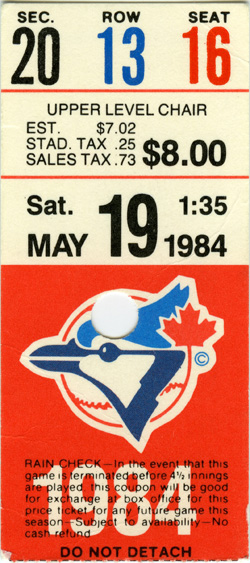 SEC. ROW SEAT
20 13 16
UPPER LEVEL CHAIR
EST. $7.02
STAD. TAX .25
SALES TAX .73 $8.00
Sat. 1:35
MAY 19 1984
©
1984
RAIN CHECK—In the event that this
game is terminated before 4½ innings
are played, this coupon will be good
for exchange at box office for this
price ticket for any future game this
season—Subject to availability—No
cash refund
DO NOT DETACH